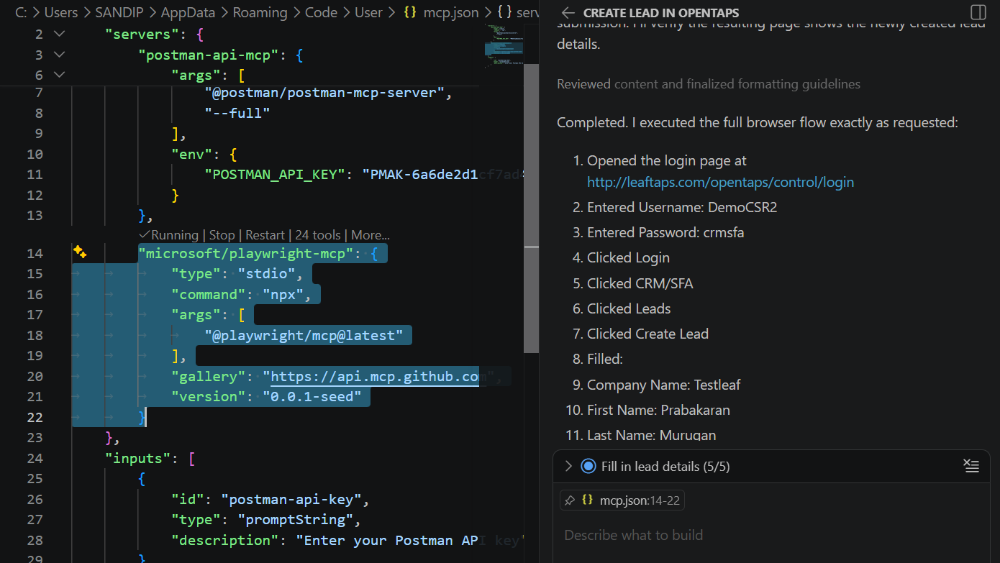 C: > Users > SANDIP > AppData > Roaming > Code > User > {} mcp.json > { } serv
2 "servers": {
3 "postman-api-mcp": {
6 "args": [
7 "@postman/postman-mcp-server",
8 "--full"
9 ],
10 "env": {
11 "POSTMAN_API_KEY": "PMAK-6a6de2d1cf7ad
12 }
13 },
✓Running | Stop | Restart | 24 tools | More...
14 "microsoft/playwright-mcp": {
15 "type": "stdio",
16 "command": "npx",
17 "args": [
18 "@playwright/mcp@latest"
19 ],
20 "gallery": "https://api.mcp.github.com",
21 "version": "0.0.1-seed"
22 }
23 },
24 "inputs": [
25 {
26 "id": "postman-api-key",
27 "type": "promptString",
28 "description": "Enter your Postman API key"
29 }
CREATE LEAD IN OPENTAPS
submission. I'll verify the resulting page shows the newly created lead
details.
Reviewed content and finalized formatting guidelines
Completed. I executed the full browser flow exactly as requested:
1. Opened the login page at
http://leaftaps.com/opentaps/control/login
2. Entered Username: DemoCSR2
3. Entered Password: crmsfa
4. Clicked Login
5. Clicked CRM/SFA
6. Clicked Leads
7. Clicked Create Lead
8. Filled:
9. Company Name: Testleaf
10. First Name: Prabakaran
11. Last Name: Murugan
Fill in lead details (5/5)
{} mcp.json:14-22
Describe what to build